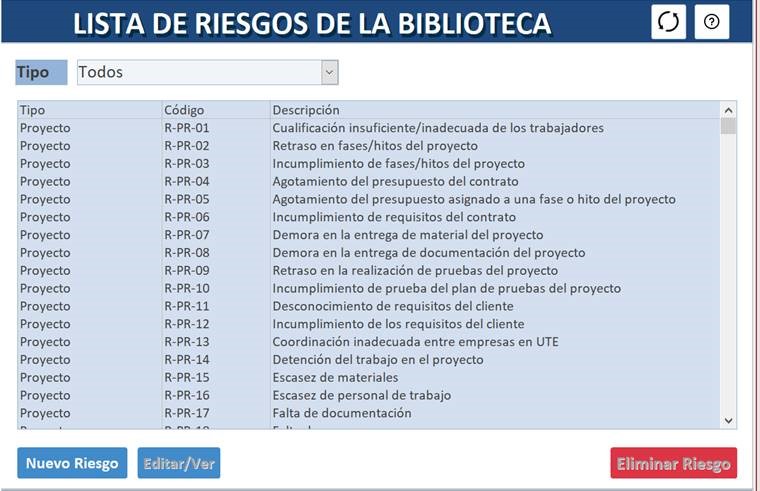 LISTA DE RIESGOS DE LA BIBLIOTECA
Tipo Todos
Tipo Código Descripción
Proyecto R-PR-01 Cualificación insuficiente/inadecuada de los trabajadores
Proyecto R-PR-02 Retraso en fases/hitos del proyecto
Proyecto R-PR-03 Incumplimiento de fases/hitos del proyecto
Proyecto R-PR-04 Agotamiento del presupuesto del contrato
Proyecto R-PR-05 Agotamiento del presupuesto asignado a una fase o hito del proyecto
Proyecto R-PR-06 Incumplimiento de requisitos del contrato
Proyecto R-PR-07 Demora en la entrega de material del proyecto
Proyecto R-PR-08 Demora en la entrega de documentación del proyecto
Proyecto R-PR-09 Retraso en la realización de pruebas del proyecto
Proyecto R-PR-10 Incumplimiento de prueba del plan de pruebas del proyecto
Proyecto R-PR-11 Desconocimiento de requisitos del cliente
Proyecto R-PR-12 Incumplimiento de los requisitos del cliente
Proyecto R-PR-13 Coordinación inadecuada entre empresas en UTE
Proyecto R-PR-14 Detención del trabajo en el proyecto
Proyecto R-PR-15 Escasez de materiales
Proyecto R-PR-16 Escasez de personal de trabajo
Proyecto R-PR-17 Falta de documentación
Nuevo Riesgo Editar/Ver Eliminar Riesgo